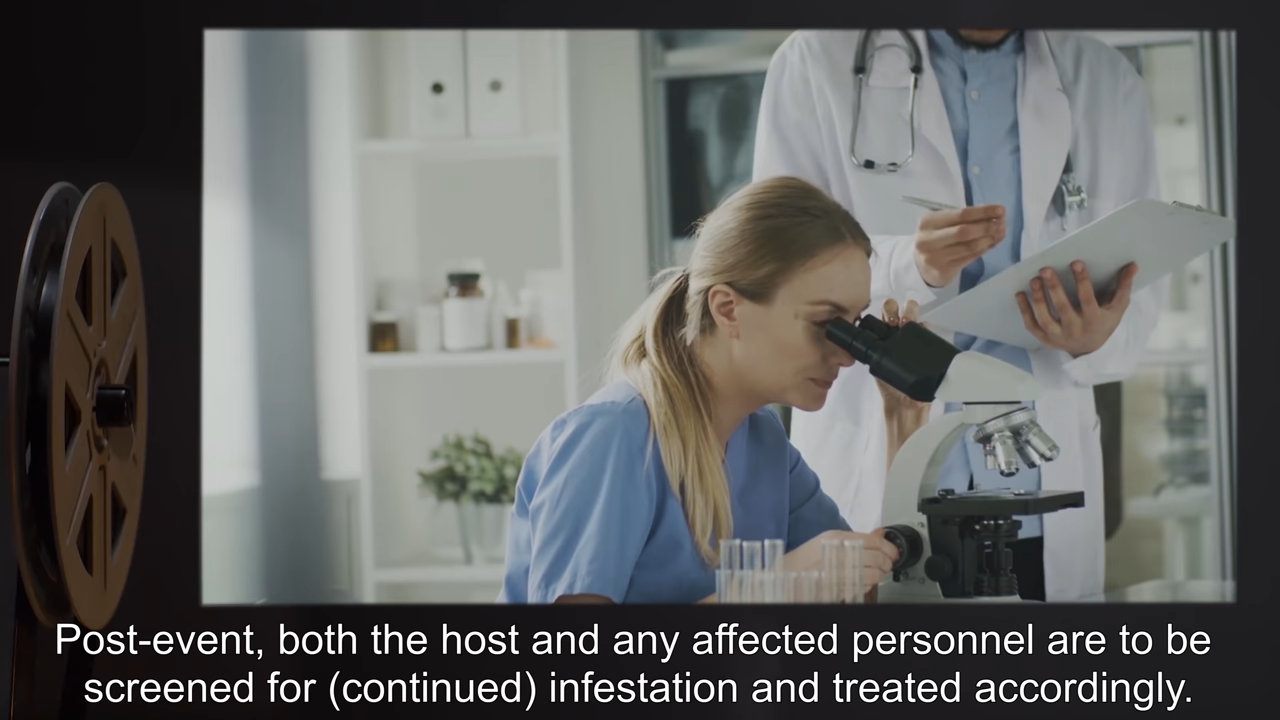 Post-event, both the host and any affected personnel are to be
screened for (continued) infestation and treated accordingly.